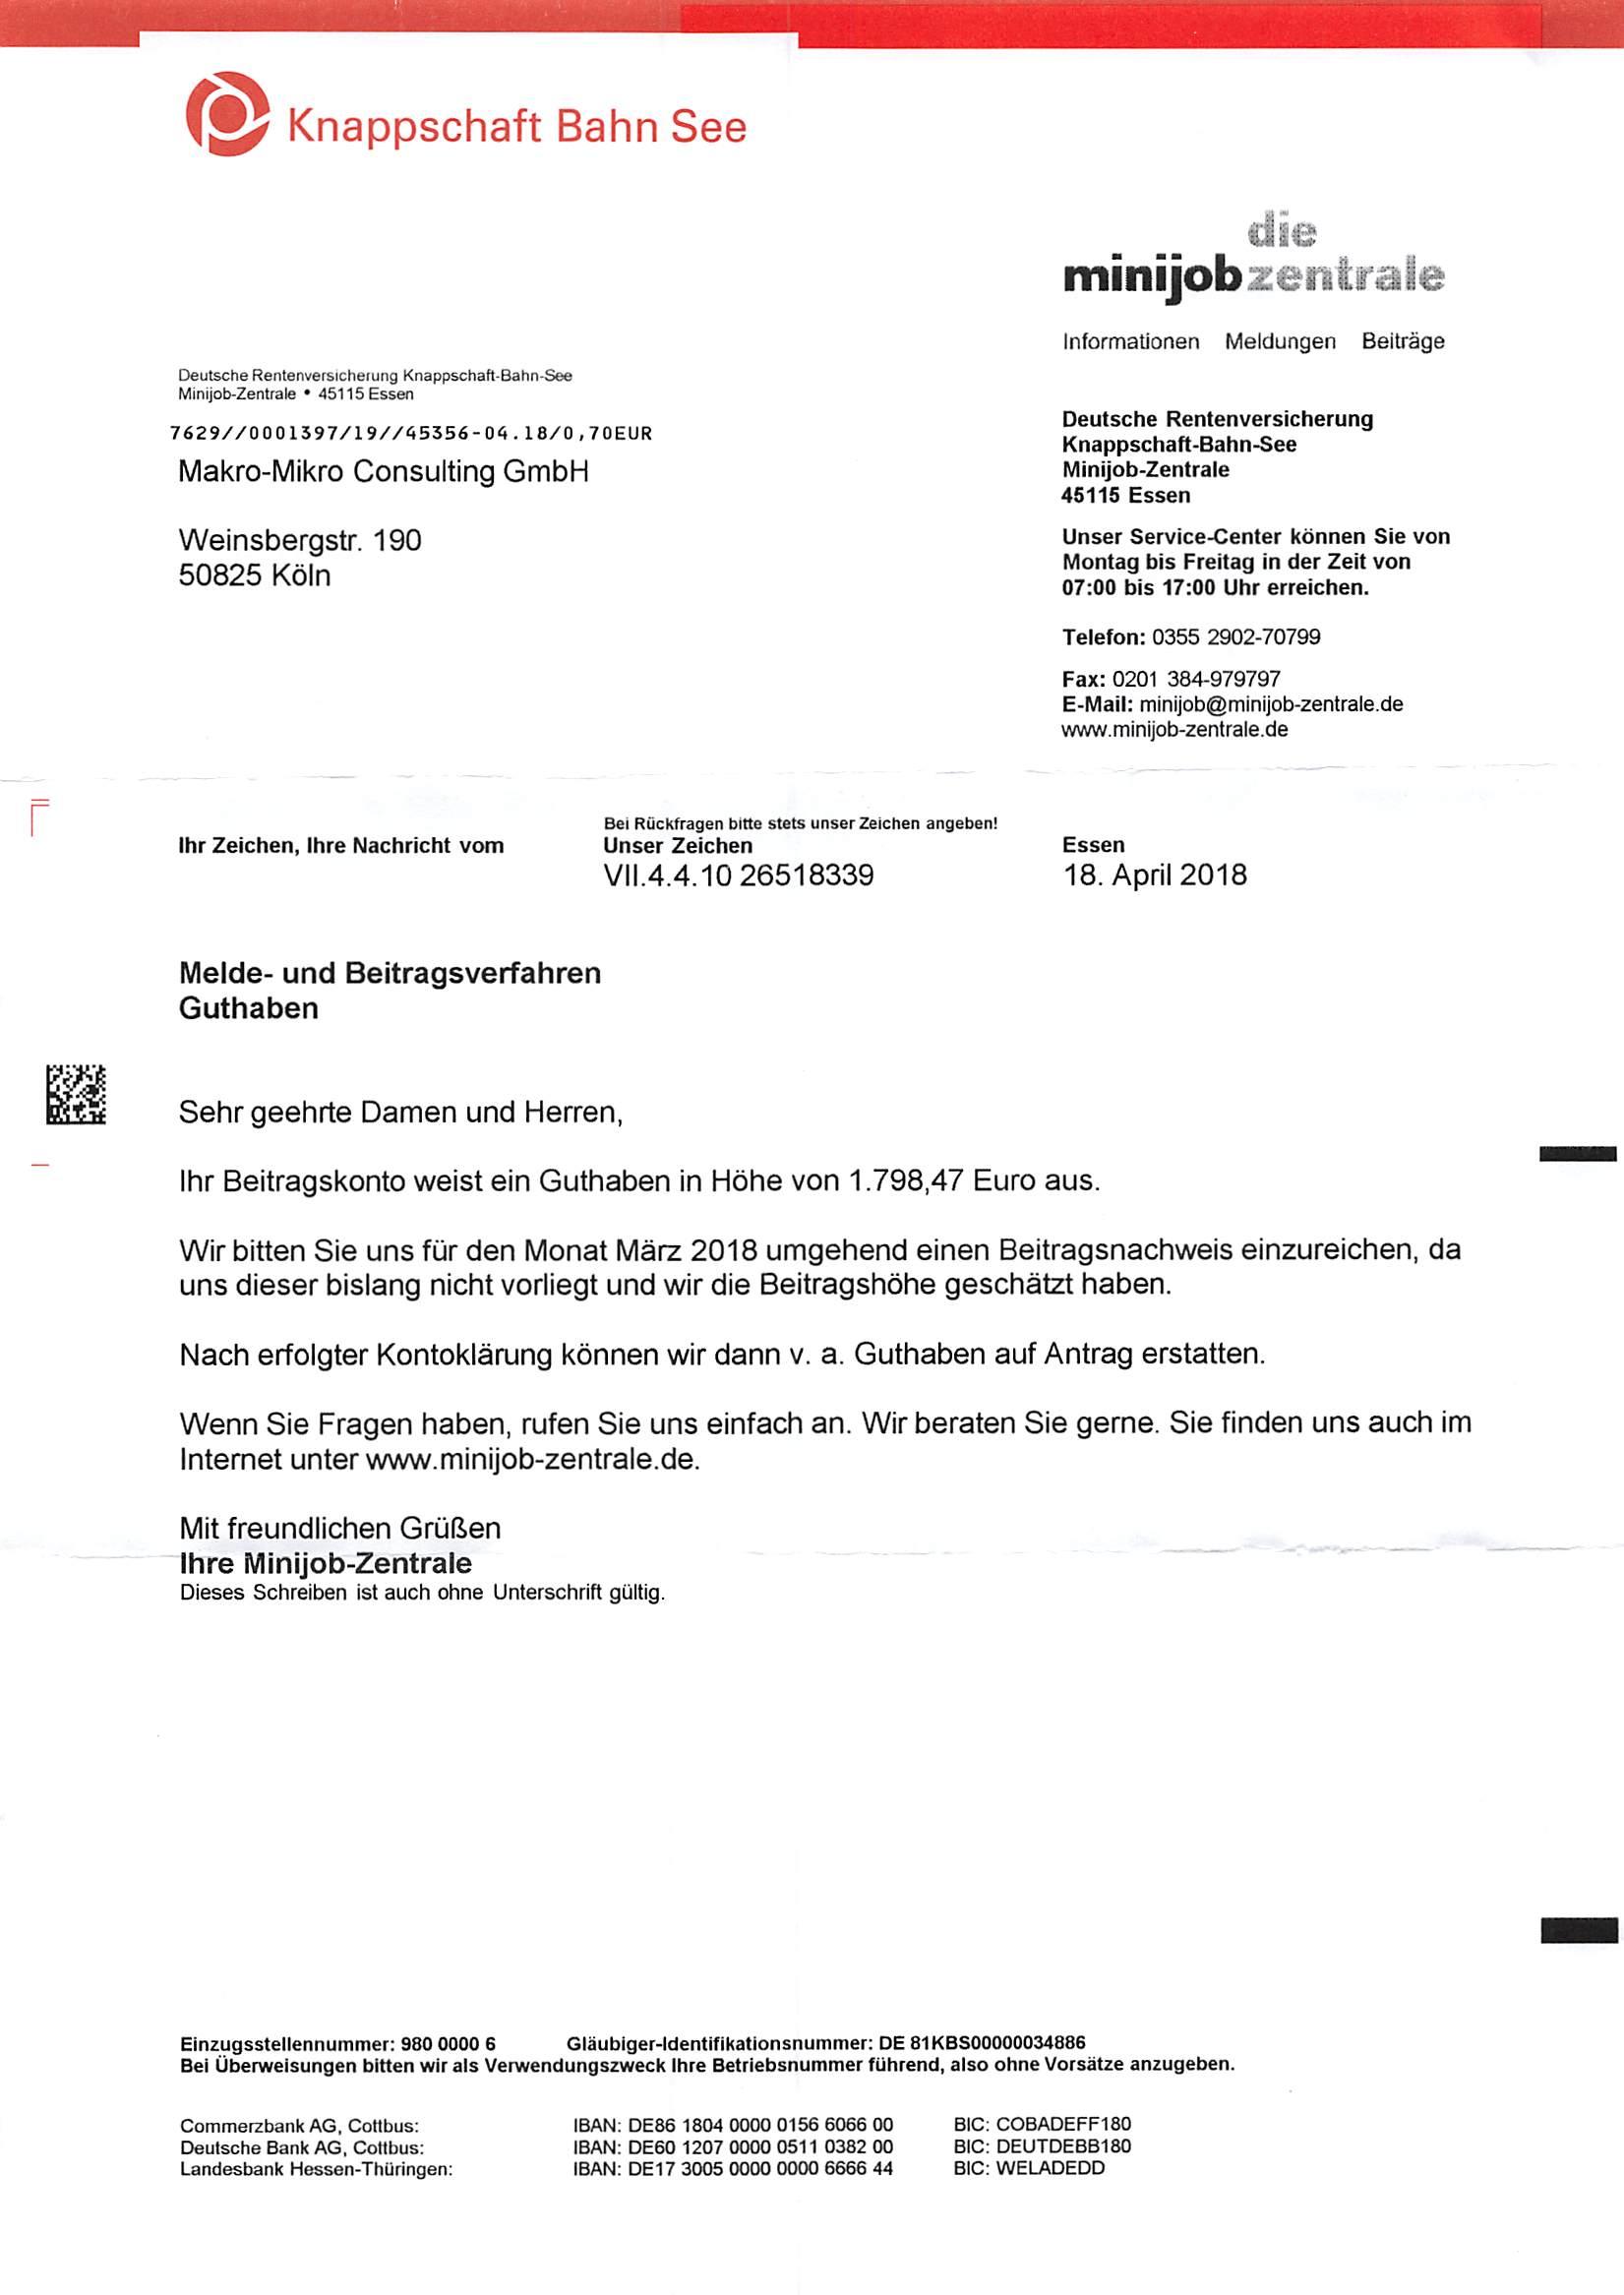 Knappschaft Bahn See
die
minijobzentrale
Informationen Meldungen Beiträge
Deutsche Rentenversicherung Knappschaft-Bahn-See
Minijob-Zentrale • 45115 Essen
7629//0001397/19//45356-04.18/0,70EUR
Makro-Mikro Consulting GmbH
Weinsbergstr. 190
50825 Köln
Deutsche Rentenversicherung
Knappschaft-Bahn-See
Minijob-Zentrale
45115 Essen
Unser Service-Center können Sie von
Montag bis Freitag in der Zeit von
07:00 bis 17:00 Uhr erreichen.
Telefon: 0355 2902-70799
Fax: 0201 384-979797
E-Mail: minijob@minijob-zentrale.de
www.minijob-zentrale.de
Ihr Zeichen, Ihre Nachricht vom
Bei Rückfragen bitte stets unser Zeichen angeben!
Unser Zeichen
VII.4.4.10 26518339
Essen
18. April 2018
Melde- und Beitragsverfahren
Guthaben
Sehr geehrte Damen und Herren,
Ihr Beitragskonto weist ein Guthaben in Höhe von 1.798,47 Euro aus.
Wir bitten Sie uns für den Monat März 2018 umgehend einen Beitragsnachweis einzureichen, da
uns dieser bislang nicht vorliegt und wir die Beitragshöhe geschätzt haben.
Nach erfolgter Kontoklärung können wir dann v. a. Guthaben auf Antrag erstatten.
Wenn Sie Fragen haben, rufen Sie uns einfach an. Wir beraten Sie gerne. Sie finden uns auch im
Internet unter www.minijob-zentrale.de.
Mit freundlichen Grüßen
Ihre Minijob-Zentrale
Dieses Schreiben ist auch ohne Unterschrift gültig.
Einzugsstellennummer: 980 0000 6 Gläubiger-Identifikationsnummer: DE 81KBS00000034886
Bei Überweisungen bitten wir als Verwendungszweck Ihre Betriebsnummer führend, also ohne Vorsätze anzugeben.
Commerzbank AG, Cottbus: IBAN: DE86 1804 0000 0156 6066 00 BIC: COBADEFF180
Deutsche Bank AG, Cottbus: IBAN: DE60 1207 0000 0511 0382 00 BIC: DEUTDEBB180
Landesbank Hessen-Thüringen: IBAN: DE17 3005 0000 0000 6666 44 BIC: WELADEDD